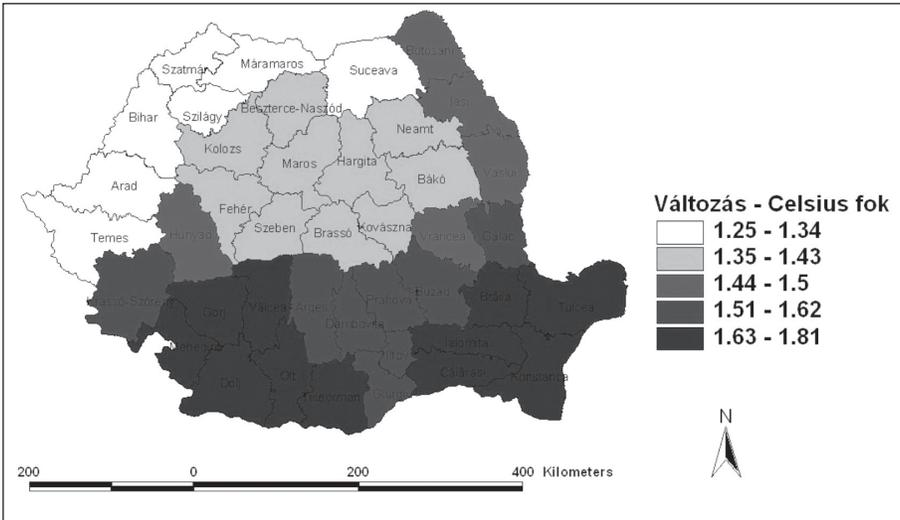 Botosani
Szatmár
Máramaros
Suceava
Iasi
Beszterce-Naszód
Bihar
Szilágy
Neamt
Kolozs
Maros
Hargita
Vaslui
Bákó
Arad
Fehér
Szeben
Brassó
Kovászna
Temes
Hunyad
Vrancea
Galac
Buzau
Braila
Tulcea
Gorj
Valcea
Arges
Prahova
Dambovita
Ialomita
Calarasi
Konstanca
Dolj
Olt
Teleorman
Változás - Celsius fok
1.25 - 1.34
1.35 - 1.43
1.44 - 1.5
1.51 - 1.62
1.63 - 1.81
N
200 0 200 400 Kilometers